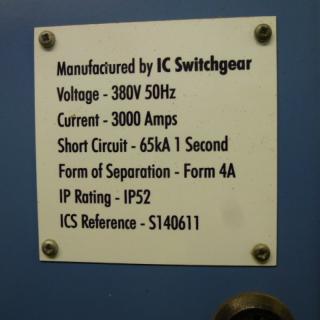 Manufactured by IC Switchgear
Voltage - 380V 50Hz
Current - 3000 Amps
Short Circuit - 65kA 1 Second
Form of Separation - Form 4A
IP Rating - IP52
ICS Reference - S140611